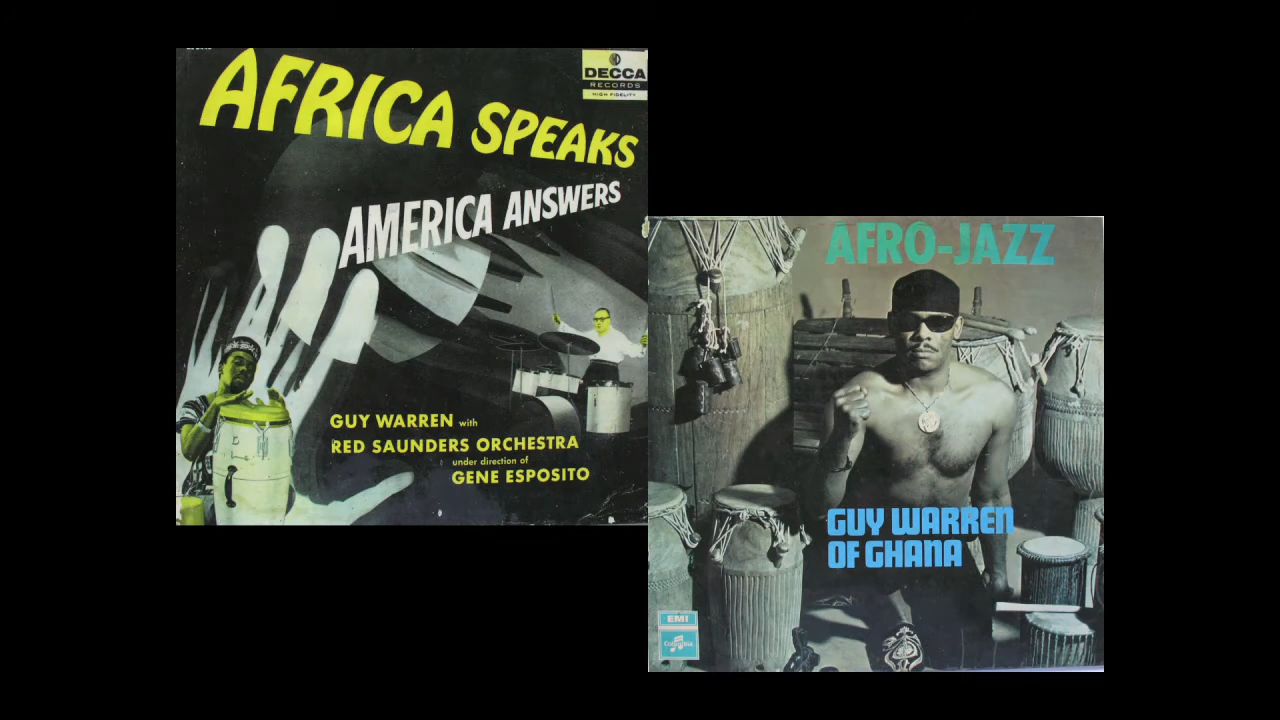 AFRICA SPEAKS
AMERICA ANSWERS
DECCA
RECORDS
HIGH FIDELITY
GUY WARREN with
RED SAUNDERS ORCHESTRA
under direction of
GENE ESPOSITO
AFRO-JAZZ
GUY WARREN
OF GHANA
EMI
Columbia